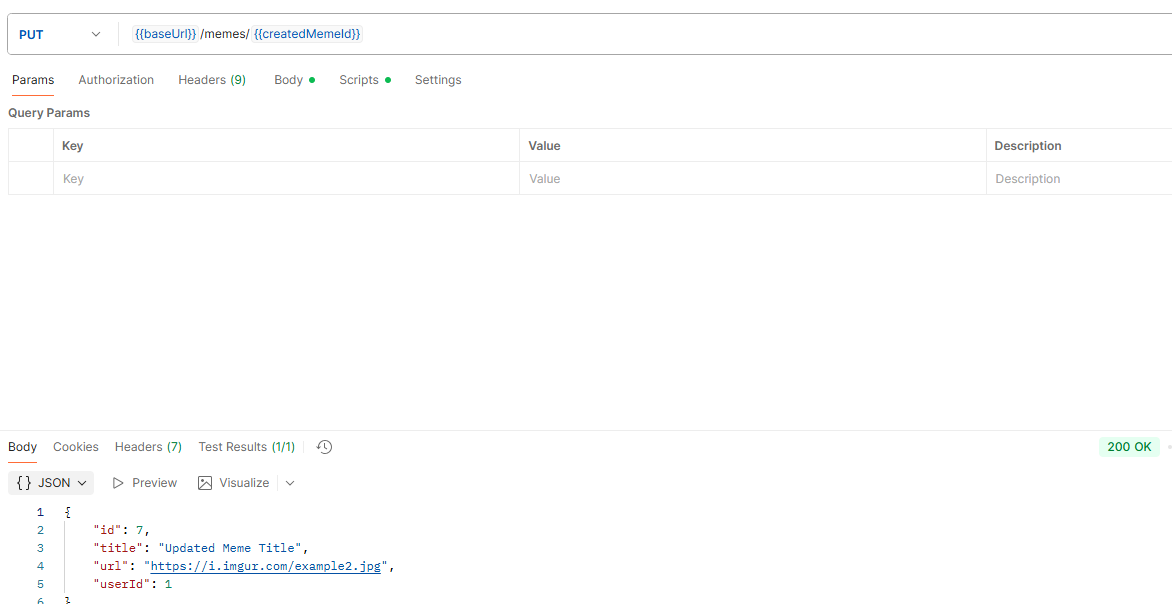 PUT {{baseUrl}} /memes/ {{createdMemeId}}
Params Authorization Headers (9) Body Scripts Settings
Query Params
Key Value Description
Key Value Description
Body Cookies Headers (7) Test Results (1/1) 200 OK
{} JSON Preview Visualize
1 {
2 "id": 7,
3 "title": "Updated Meme Title",
4 "url": "https://i.imgur.com/example2.jpg",
5 "userId": 1
6 }